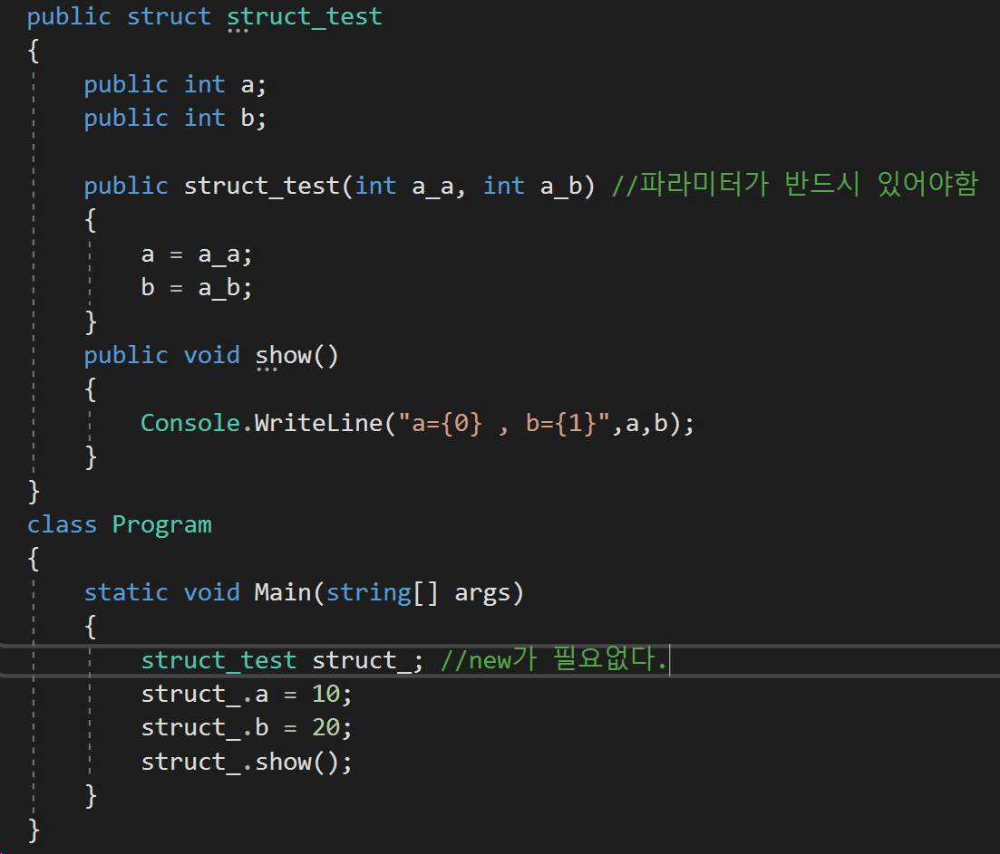 public struct struct_test
{
    public int a;
    public int b;

    public struct_test(int a_a, int a_b) //파라미터가 반드시 있어야함
    {
        a = a_a;
        b = a_b;
    }
    public void show()
    {
        Console.WriteLine("a={0} , b={1}",a,b);
    }
}
class Program
{
    static void Main(string[] args)
    {
        struct_test struct_; //new가 필요없다.
        struct_.a = 10;
        struct_.b = 20;
        struct_.show();
    }
}